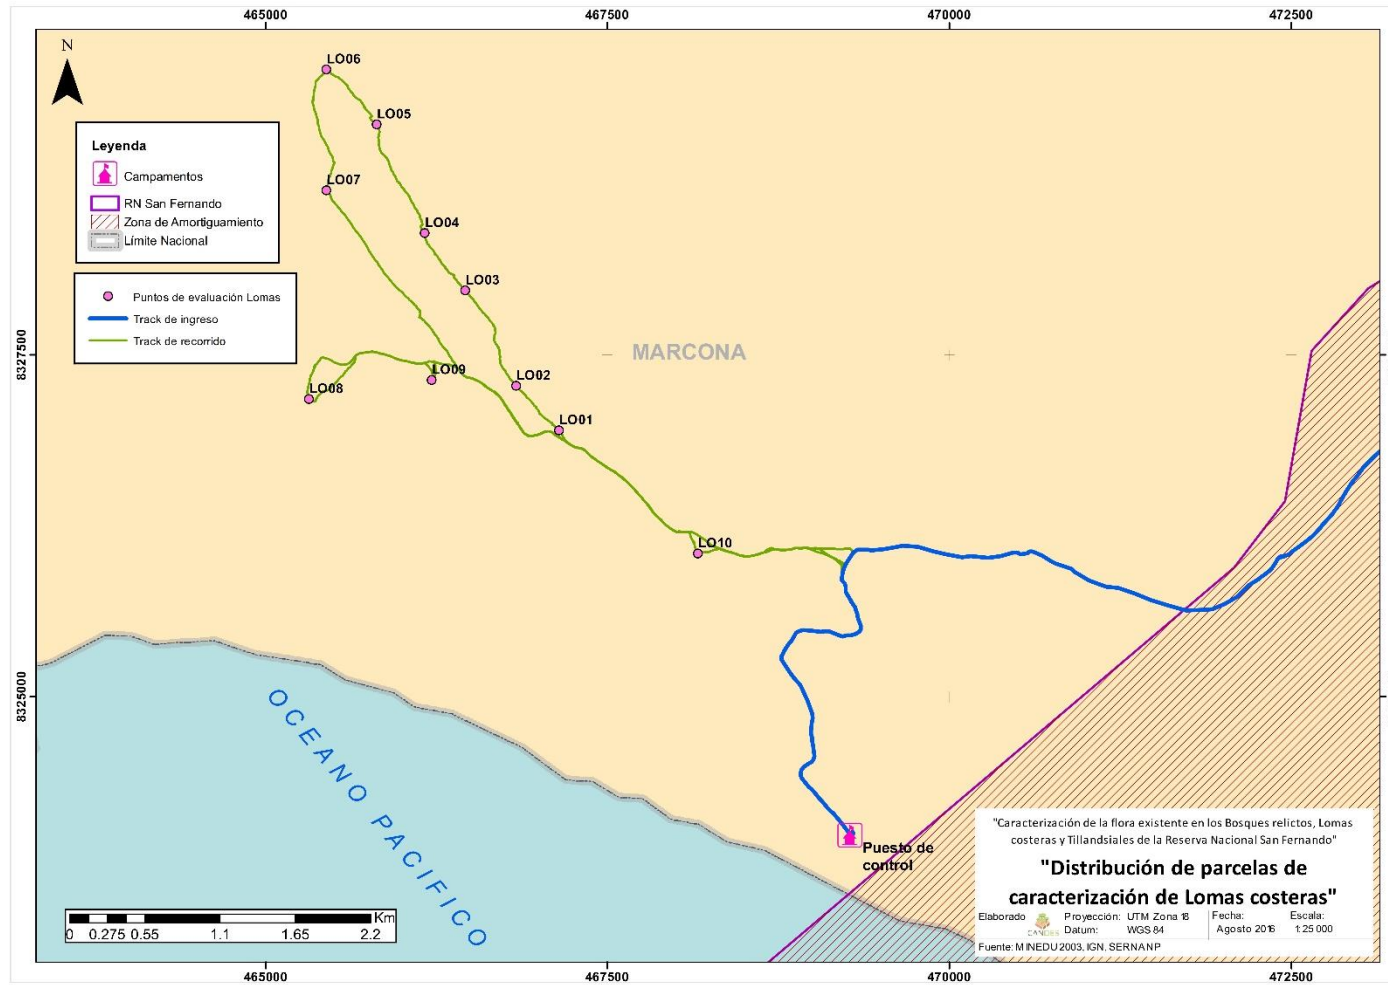 465000
467500
470000
472500
N
LO06
LO05
Leyenda
Campamentos
RN San Fernando
Zona de Amortiguamiento
Límite Nacional
LO07
LO04
LO03
Puntos de evaluación Lomas
Track de ingreso
Track de recorrido
8327500
8327500
MARCONA
LO09
LO08
LO02
LO01
LO10
8325000
8325000
OCEANO PACIFICO
Puesto de
control
"Caracterización de la flora existente en los Bosques relictos, Lomas
costeras y Tillandsiales de la Reserva Nacional San Fernando"
"Distribución de parcelas de
caracterización de Lomas costeras"
Elaborado
CANDES
Proyección: UTM Zona 18
Datum: WGS 84
Fecha:
Agosto 2016
Escala:
1:25 000
Fuente: MINEDU 2003, IGN, SERNANP
Km
0 0.275 0.55 1.1 1.65 2.2
465000
467500
470000
472500